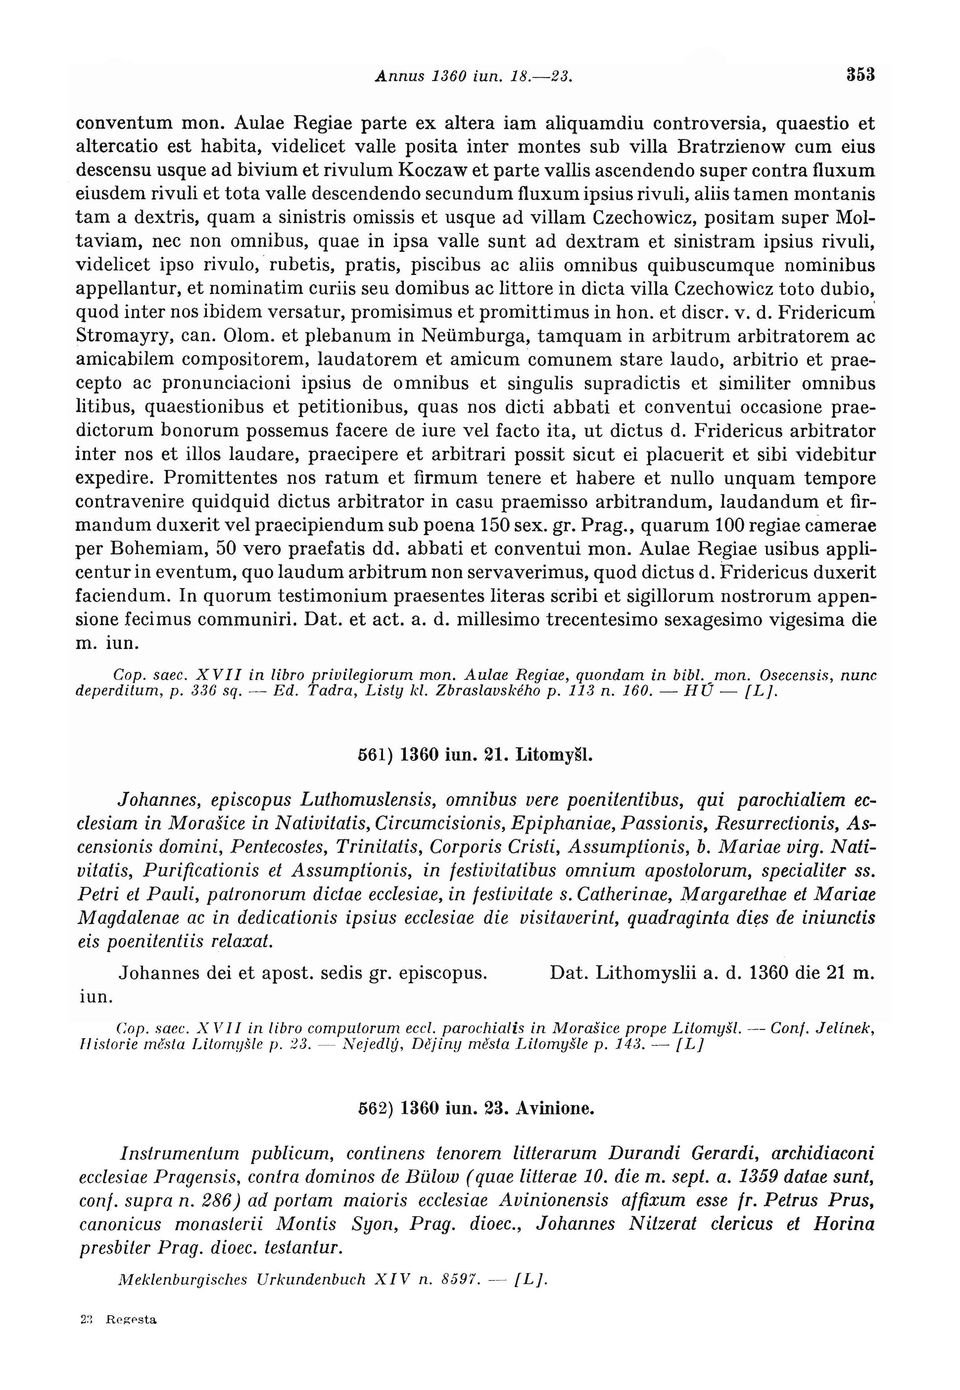 Annus 1360 iun. 18.—23. 353
conventum mon. Aulae Regiae parte ex altera iam aliquamdiu controversia, quaestio et
altercatio est habita, videlicet valle posita inter montes sub villa Bratrzienow cum eius
descensu usque ad bivium et rivulum Koczaw et parte vallis ascendendo super contra fluxum
eiusdem rivuli et tota valle descendendo secundum fluxum ipsius rivuli, aliis tamen montanis
tam a dextris, quam a sinistris omissis et usque ad villam Czechowicz, positam super Mol-
taviam, nec non omnibus, quae in ipsa valle sunt ad dextram et sinistram ipsius rivuli,
videlicet ipso rivulo, rubetis, pratis, piscibus ac aliis omnibus quibuscumque nominibus
appellantur, et nominatim curiis seu domibus ac littore in dicta villa Czechowicz toto dubio,
quod inter nos ibidem versatur, promisimus et promittimus in hon. et discr. v. d. Fridericum
Stromayry, can. Olom. et plebanum in Neümburga, tamquam in arbitrum arbitratorem ac
amicabilem compositorem, laudatorem et amicum comunem stare laudo, arbitrio et prae-
cepto ac pronunciacioni ipsius de omnibus et singulis supradictis et similiter omnibus
litibus, quaestionibus et petitionibus, quas nos dicti abbati et conventui occasione prae-
dictorum bonorum possemus facere de iure vel facto ita, ut dictus d. Fridericus arbitrator
inter nos et illos laudare, praecipere et arbitrari possit sicut ei placuerit et sibi videbitur
expedire. Promittentes nos ratum et firmum tenere et habere et nullo unquam tempore
contravenire quidquid dictus arbitrator in casu praemisso arbitrandum, laudandum et fir-
mandum duxerit vel praecipiendum sub poena 150 sex. gr. Prag., quarum 100 regiae camerae
per Bohemiam, 50 vero praefatis dd. abbati et conventui mon. Aulae Regiae usibus appli-
centur in eventum, quo laudum arbitrum non servaverimus, quod dictus d. Fridericus duxerit
faciendum. In quorum testimonium praesentes literas scribi et sigillorum nostrorum appen-
sione fecimus communiri. Dat. et act. a. d. millesimo trecentesimo sexagesimo vigesima die
m. iun.
Cop. saec. XVII in libro privilegiorum mon. Aulae Regiae, quondam in bibl. mon. Osecensis, nunc
deperditum, p. 336 sq. — Ed. Tadra, Listy kl. Zbraslavského p. 113 n. 160. — HÚ — [L].
561) 1360 iun. 21. Litomyšl.
Johannes, episcopus Luthomuslensis, omnibus vere poenitentibus, qui parochialiem ec-
clesiam in Morašice in Nativitatis, Circumcisionis, Epiphaniae, Passionis, Resurrectionis, As-
censionis domini, Pentecostes, Trinitatis, Corporis Cristi, Assumptionis, b. Mariae virg. Nati-
vitatis, Purificationis et Assumptionis, in festivitatibus omnium apostolorum, specialiter ss.
Petri et Pauli, patronorum dictae ecclesiae, in festivitate s. Catherinae, Margarethae et Mariae
Magdalenae ac in dedicationis ipsius ecclesiae die visitaverint, quadraginta dies de iniunctis
eis poenitentiis relaxat.
Johannes dei et apost. sedis gr. episcopus. Dat. Lithomyslii a. d. 1360 die 21 m.
iun.
Cop. saec. XVII in libro computorum eccl. parochialis in Morašice prope Litomyšl. — Conf. Jelínek,
Historie města Litomyšle p. 23. — Nejedlý, Dějiny města Litomyšle p. 143. — [L]
562) 1360 iun. 23. Avinione.
Instrumentum publicum, continens tenorem litterarum Durandi Gerardi, archidiaconi
ecclesiae Pragensis, contra dominos de Bülow (quae litterae 10. die m. sept. a. 1359 datae sunt,
conf. supra n. 286) ad portam maioris ecclesiae Avinionensis affixum esse fr. Petrus Prus,
canonicus monasterii Montis Syon, Prag. dioec., Johannes Nitzerat clericus et Horina
presbiter Prag. dioec. testantur.
Meklenburgisches Urkundenbuch XIV n. 8597. — [L].
23 Regesta